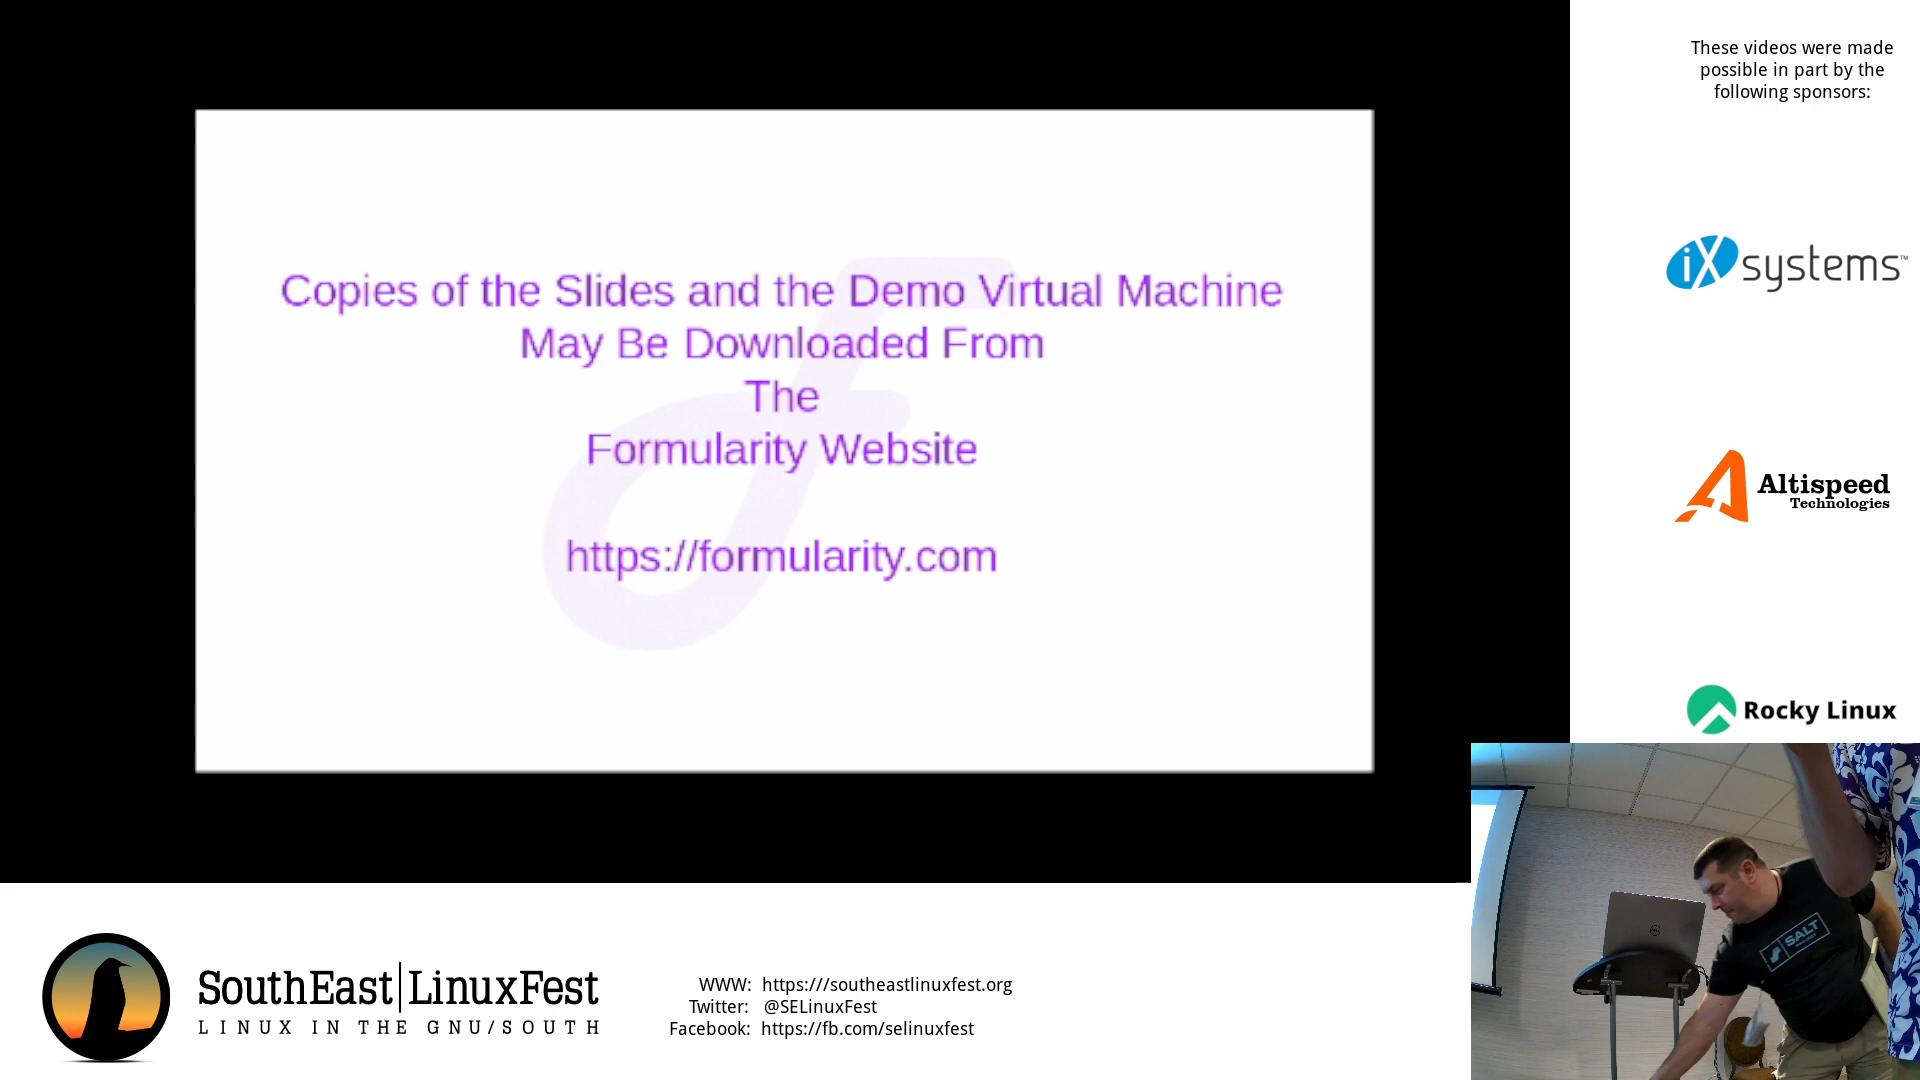 Copies of the Slides and the Demo Virtual Machine
May Be Downloaded From
The
Formularity Website
https://formularity.com
These videos were made
possible in part by the
following sponsors:
iXsystems™
Altispeed
Technologies
Rocky Linux
SALT
SouthEast|LinuxFest
LINUX IN THE GNU/SOUTH
WWW: https:///southeastlinuxfest.org
Twitter: @SELinuxFest
Facebook: https://fb.com/selinuxfest